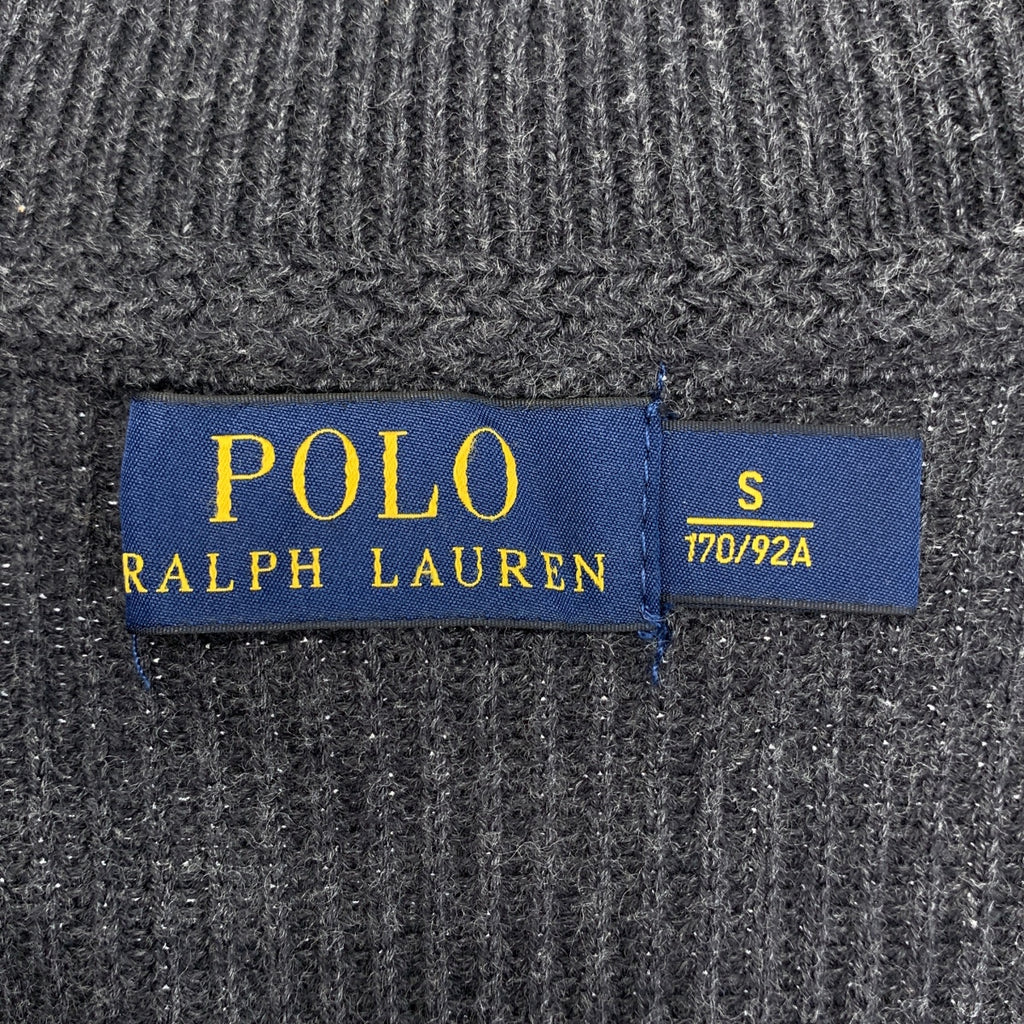 POLO
RALPH LAUREN
S
170/92A